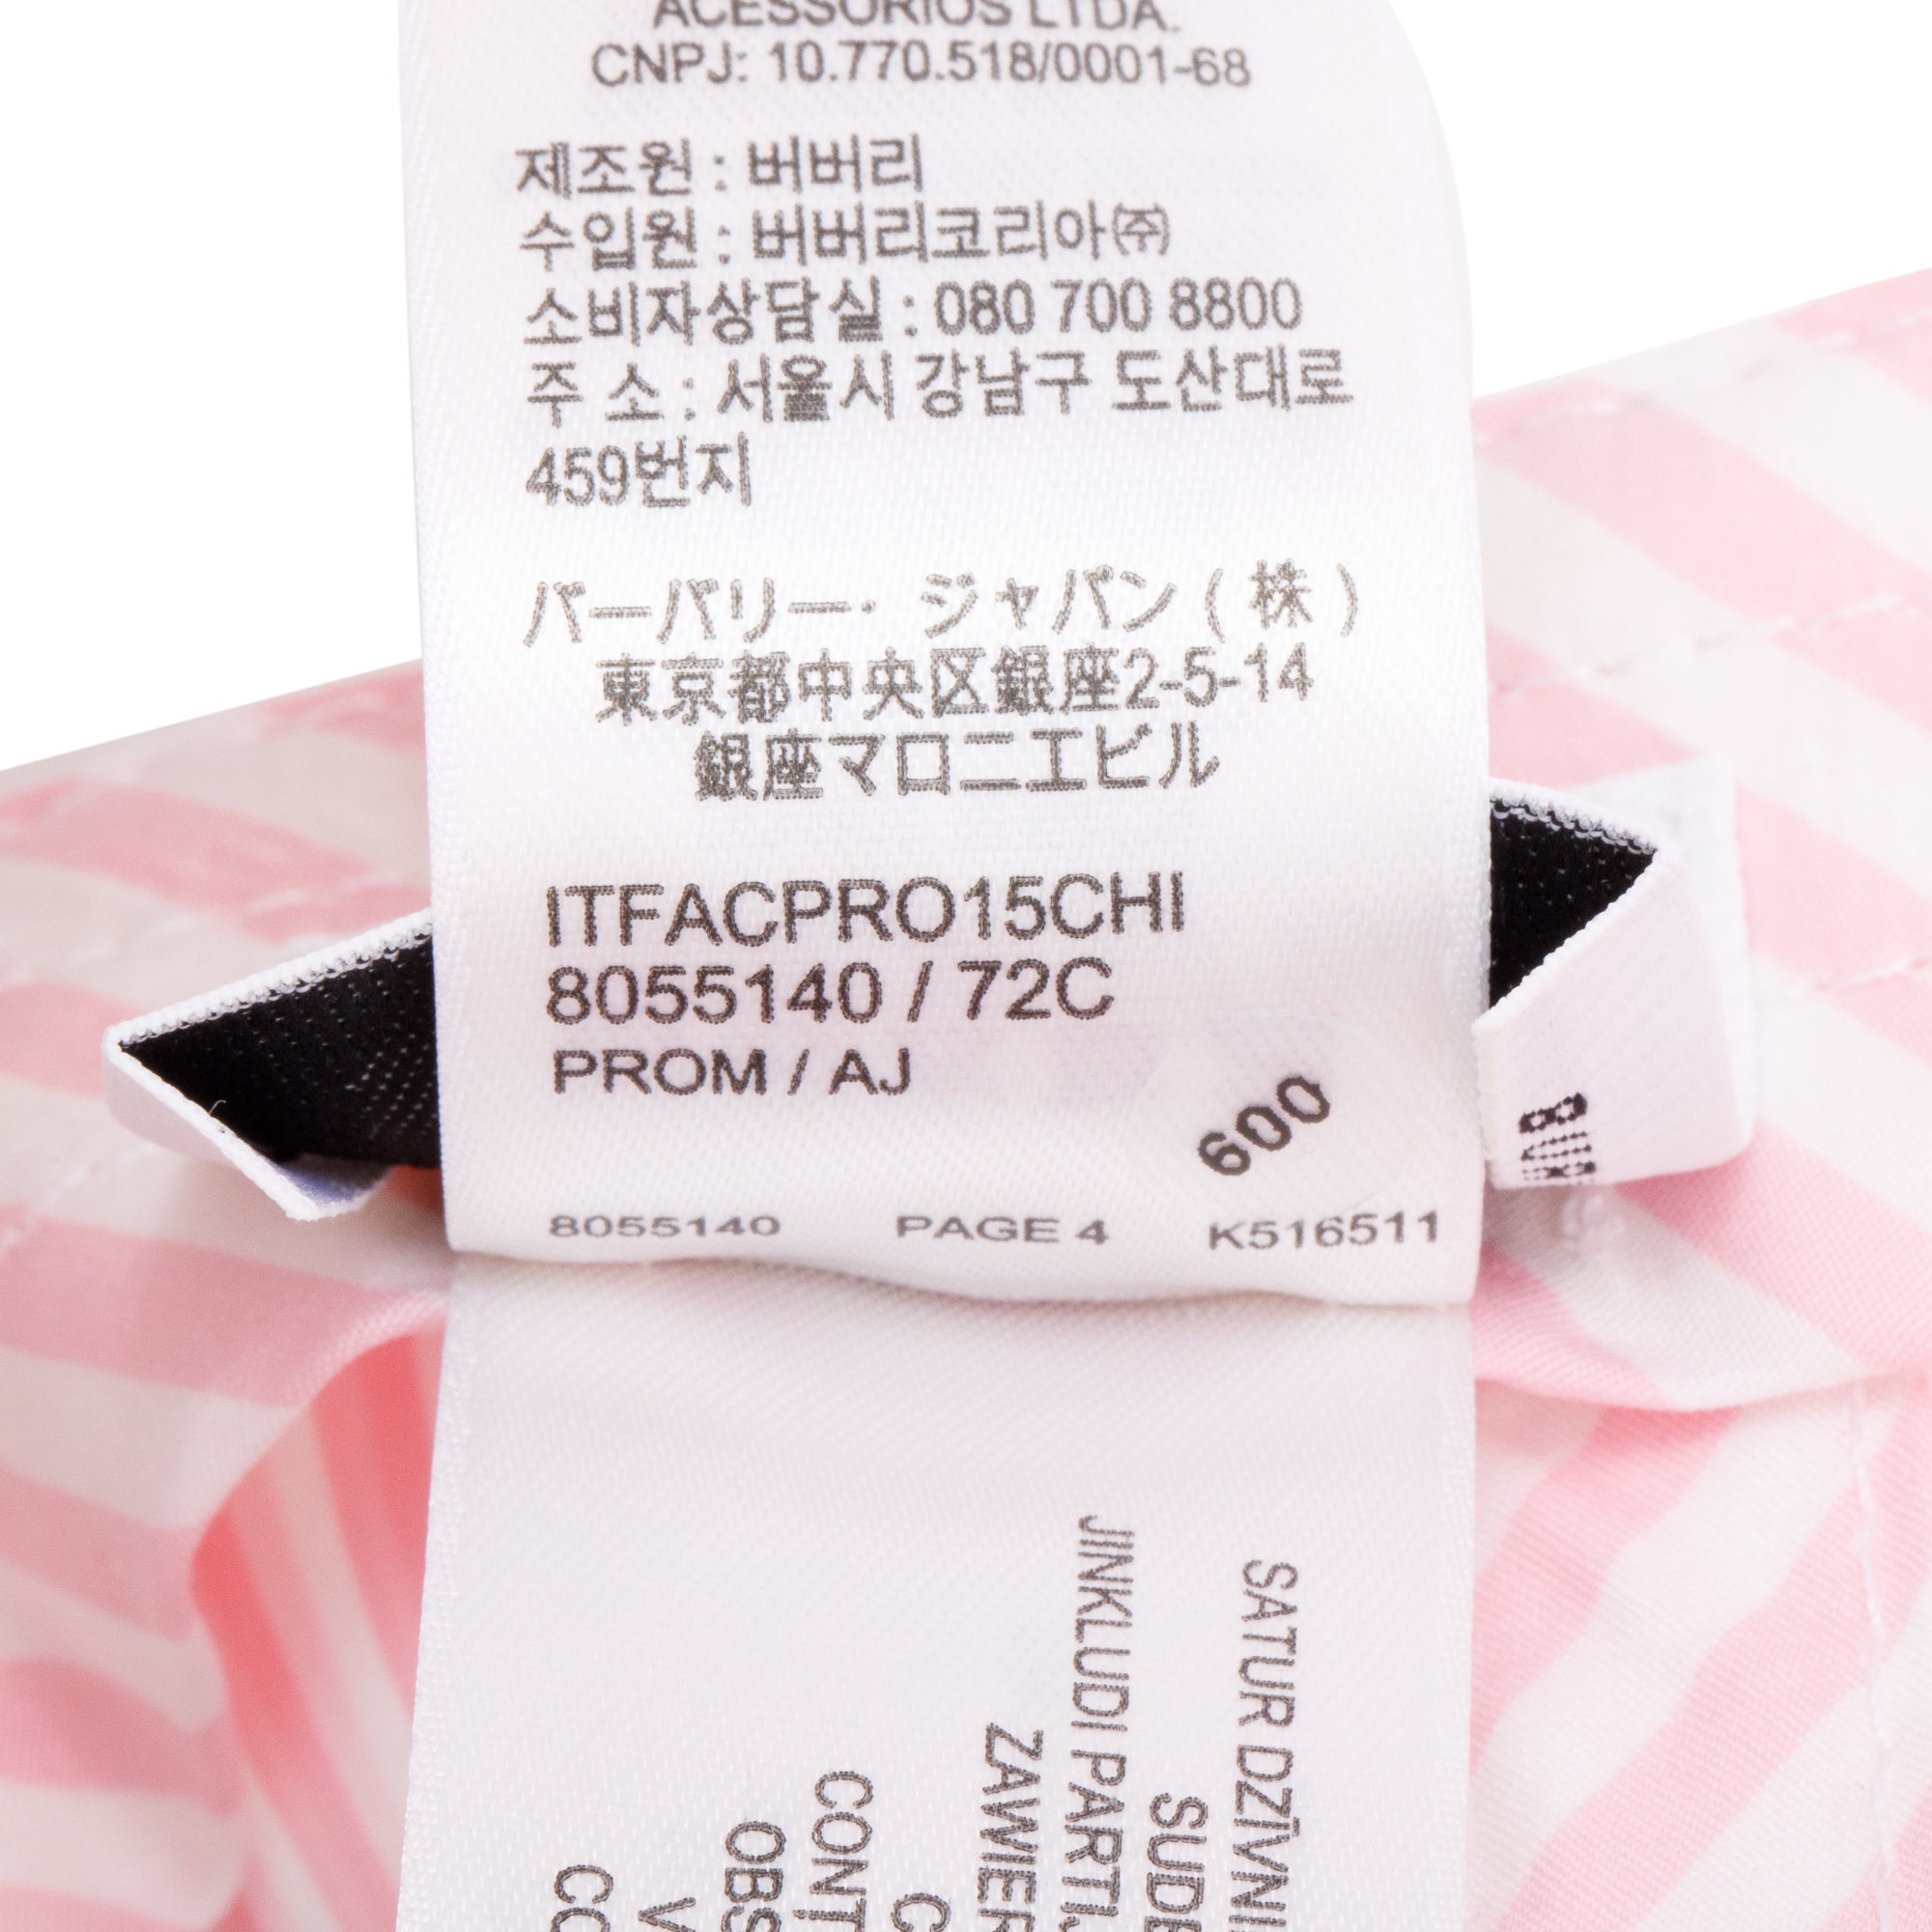 ACESSÓRIOS LTDA.
CNPJ: 10.770.518/0001-68
제조원 : 버버리
수입원 : 버버리코리아㈜
소비자상담실 : 080 700 8800
주 소 : 서울시 강남구 도산대로
459번지
バーバリー・ ジャパン ( 株 )
東京都中央区銀座2-5-14
銀座マロニエビル
ITFACPRO15CHI
8055140 / 72C
PROM / AJ
600
8055140 PAGE 4 K516511
SATUR DZĪVNI
JINKLUDI PARTI